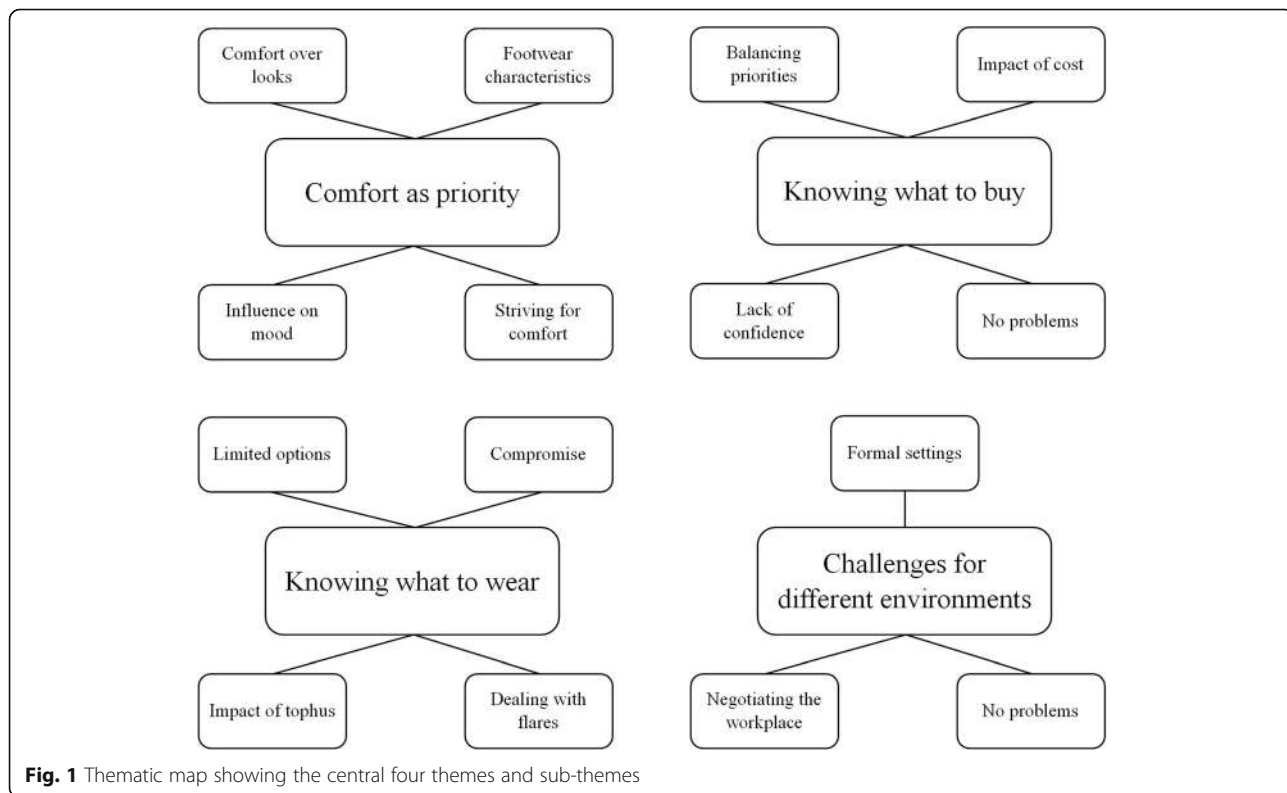 Comfort over
looks
Footwear
characteristics
Comfort as priority
Influence on
mood
Striving for
comfort
Balancing
priorities
Impact of cost
Knowing what to buy
Lack of
confidence
No problems
Limited options
Compromise
Knowing what to wear
Impact of tophus
Dealing with
flares
Formal settings
Challenges for
different environments
Negotiating the
workplace
No problems
Fig. 1 Thematic map showing the central four themes and sub-themes